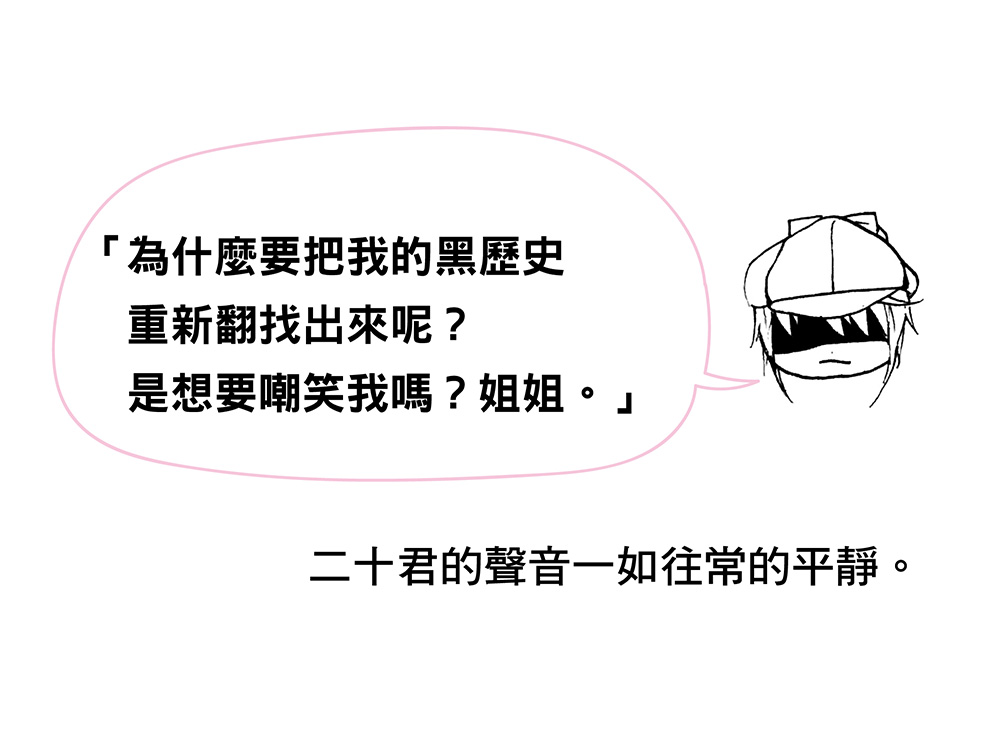 「為什麼要把我的黑歷史
重新翻找出來呢？
是想要嘲笑我嗎？姐姐。」
二十君的聲音一如往常的平靜。